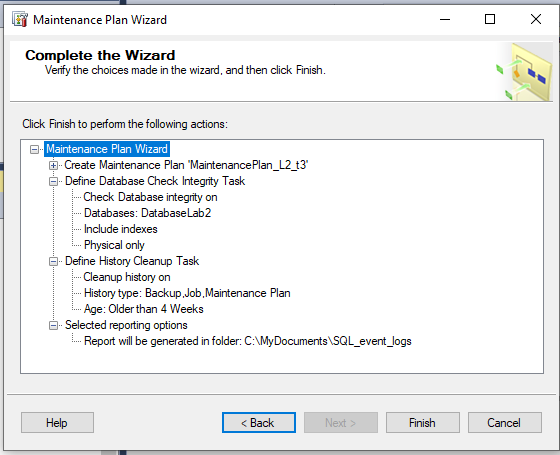 Maintenance Plan Wizard
Complete the Wizard
Verify the choices made in the wizard, and then click Finish.
Click Finish to perform the following actions:
Maintenance Plan Wizard
Create Maintenance Plan 'MaintenancePlan_L2_t3'
Define Database Check Integrity Task
Check Database integrity on
Databases: DatabaseLab2
Include indexes
Physical only
Define History Cleanup Task
Cleanup history on
History type: Backup,Job,Maintenance Plan
Age: Older than 4 Weeks
Selected reporting options
Report will be generated in folder: C:\MyDocuments\SQL_event_logs
Help < Back Next > Finish Cancel